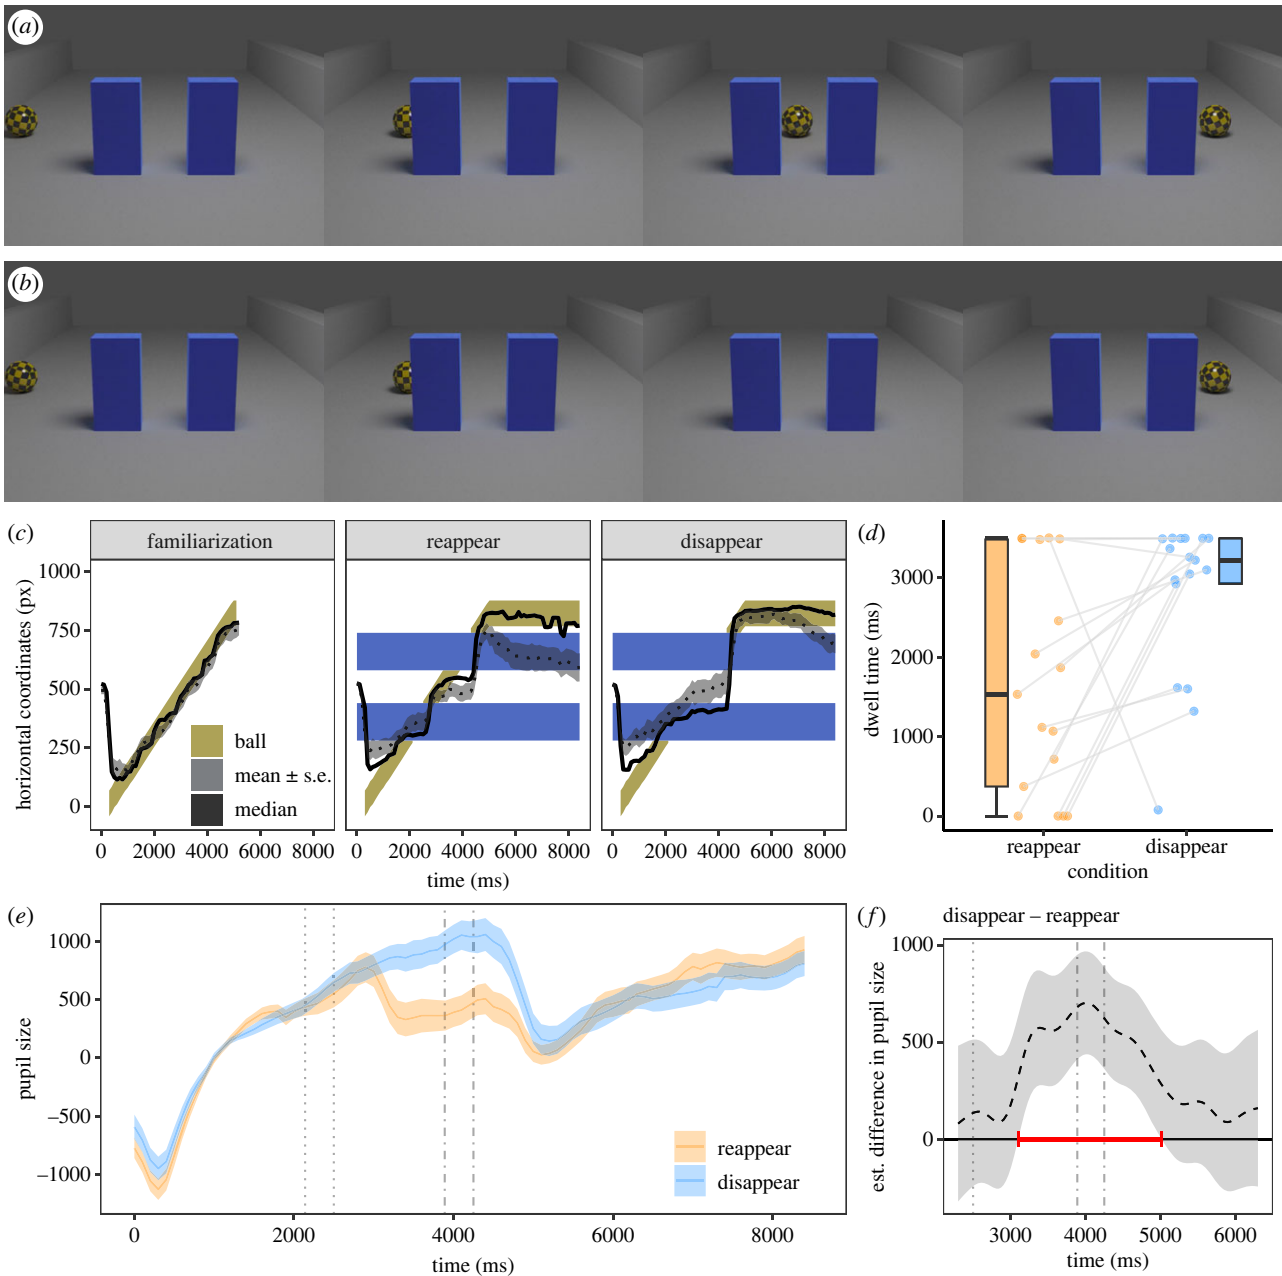 (a)
(b)
(c)
familiarization
reappear
disappear
horizontal coordinates (px)
1000
750
500
250
0
ball
mean ± s.e.
median
0 2000 4000 6000 8000
0 2000 4000 6000 8000
0 2000 4000 6000 8000
time (ms)
(d)
dwell time (ms)
3000
2000
1000
0
reappear disappear
condition
(e)
pupil size
1000
500
0
−500
−1000
reappear
disappear
0 2000 4000 6000 8000
time (ms)
(f) disappear – reappear
est. difference in pupil size
1000
500
0
3000 4000 5000 6000
time (ms)